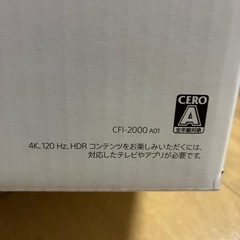 CERO
A
全年齢対象
CFI-2000 A01
4K、120 Hz、HDR コンテンツをお楽しみいただくには、
対応したテレビやアプリが必要です。